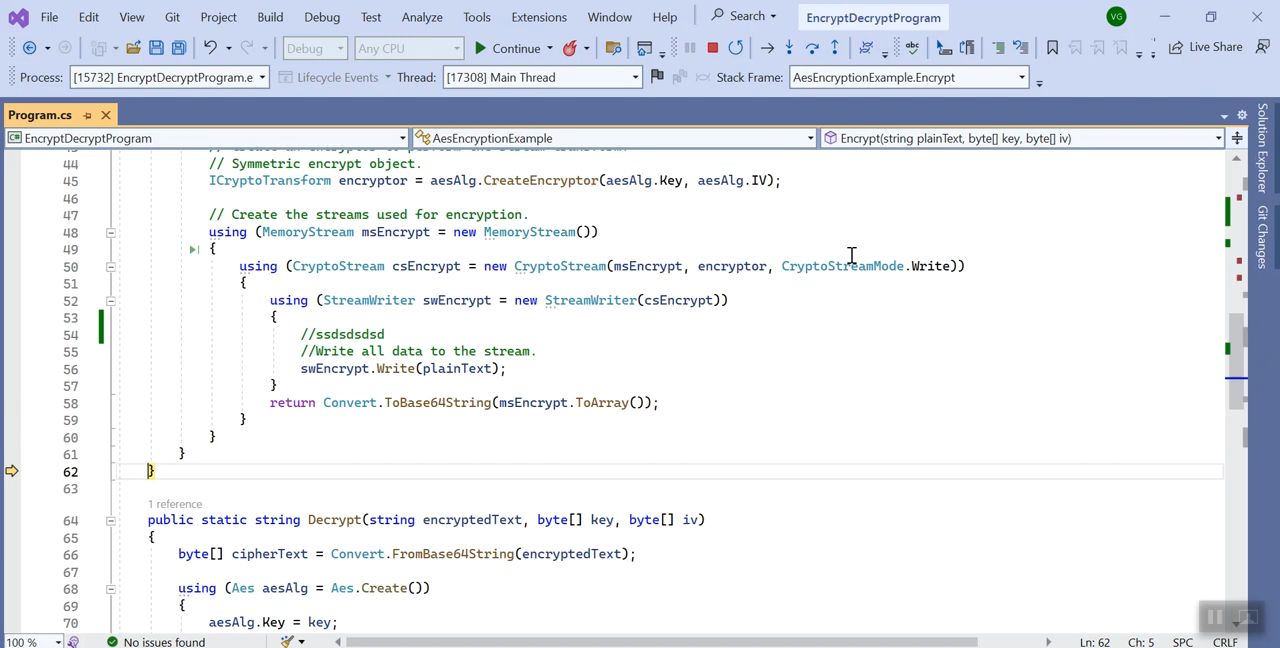 File Edit View Git Project Build Debug Test Analyze Tools Extensions Window Help Search EncryptDecryptProgram VG
Debug Any CPU Continue abc Live Share
Process: [15732] EncryptDecryptProgram.e Lifecycle Events Thread: [17308] Main Thread Stack Frame: AesEncryptionExample.Encrypt
Program.cs
C# EncryptDecryptProgram AesEncryptionExample Encrypt(string plainText, byte[] key, byte[] iv)
44 // Symmetric encrypt object.
45 ICryptoTransform encryptor = aesAlg.CreateEncryptor(aesAlg.Key, aesAlg.IV);
46
47 // Create the streams used for encryption.
48 using (MemoryStream msEncrypt = new MemoryStream())
49 {
50 using (CryptoStream csEncrypt = new CryptoStream(msEncrypt, encryptor, CryptoStreamMode.Write))
51 {
52 using (StreamWriter swEncrypt = new StreamWriter(csEncrypt))
53 {
54 //ssdsdsdsd
55 //Write all data to the stream.
56 swEncrypt.Write(plainText);
57 }
58 return Convert.ToBase64String(msEncrypt.ToArray());
59 }
60 }
61 }
62 }
63
1 reference
64 public static string Decrypt(string encryptedText, byte[] key, byte[] iv)
65 {
66 byte[] cipherText = Convert.FromBase64String(encryptedText);
67
68 using (Aes aesAlg = Aes.Create())
69 {
70 aesAlg.Key = key;
100 % No issues found Ln: 62 Ch: 5 SPC CRLF
Solution Explorer
Git Changes